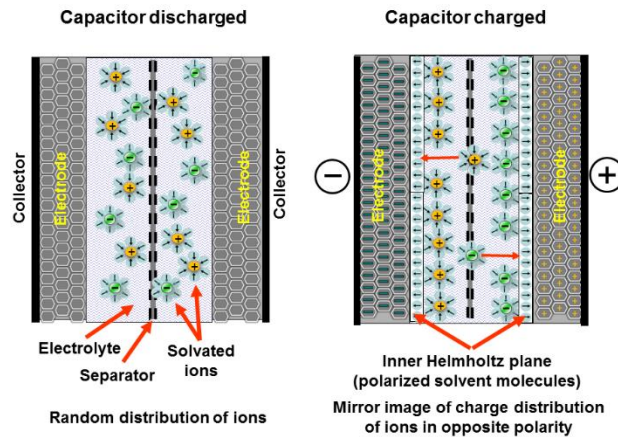 Capacitor discharged
Collector
Electrode
Electrode
Collector
Electrolyte
Separator
Solvated
ions
Random distribution of ions
Capacitor charged
−
Electrode
Electrode
+
Inner Helmholtz plane
(polarized solvent molecules)
Mirror image of charge distribution
of ions in opposite polarity